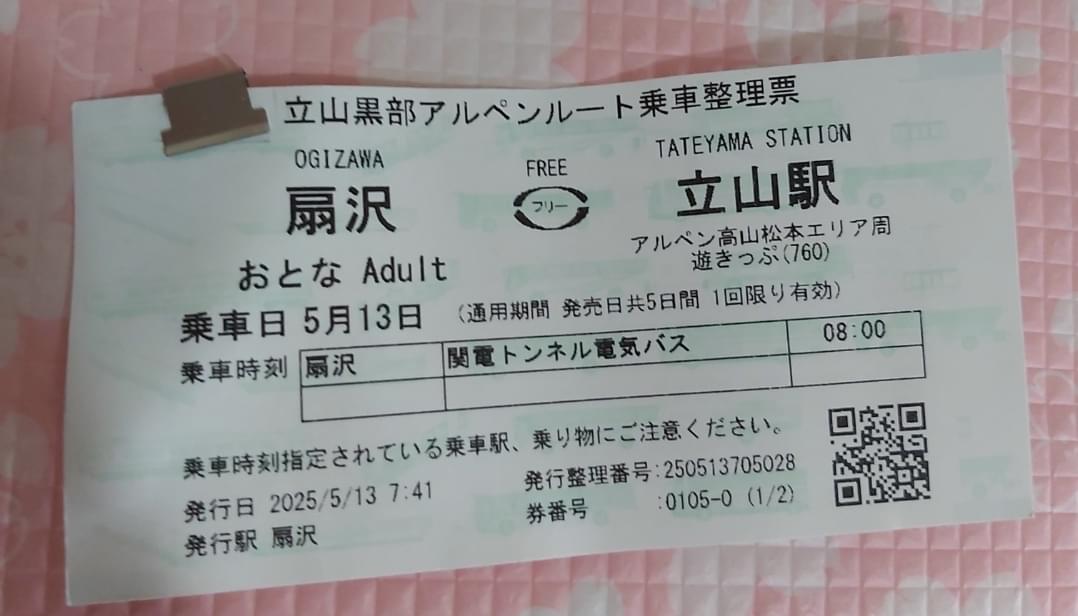 立山黒部アルペンルート乗車整理票
OGIZAWA
FREE
TATEYAMA STATION
扇沢
フリー
立山駅
アルペン高山松本エリア周
遊きっぷ(760)
おとな Adult
乗車日 5月13日 (通用期間 発売日共5日間 1回限り有効)
乗車時刻 扇沢 関電トンネル電気バス 08:00
乗車時刻指定されている乗車駅、乗り物にご注意ください。
発行日 2025/5/13 7:41
発行整理番号:250513705028
発行駅 扇沢
券番号 :0105-0 (1/2)